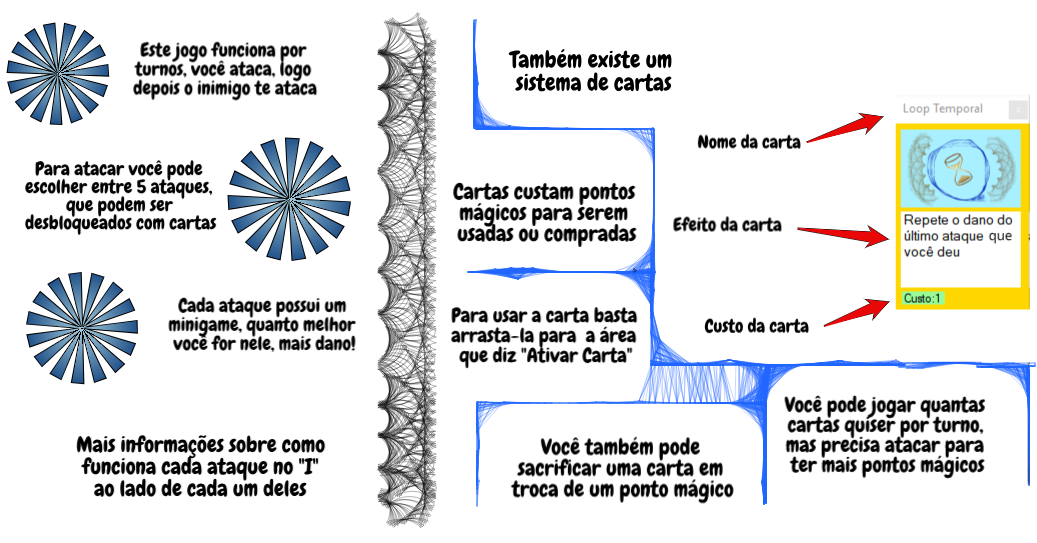 Este jogo funciona por
turnos, você ataca, logo
depois o inimigo te ataca
Para atacar você pode
escolher entre 5 ataques,
que podem ser
desbloqueados com cartas
Cada ataque possui um
minigame, quanto melhor
você for nele, mais dano!
Mais informações sobre como
funciona cada ataque no "I"
ao lado de cada um deles
Também existe um
sistema de cartas
Cartas custam pontos
mágicos para serem
usadas ou compradas
Para usar a carta basta
arrasta-la para a área
que diz "Ativar Carta"
Você também pode
sacrificar uma carta em
troca de um ponto mágico
Nome da carta
Efeito da carta
Custo da carta
Loop Temporal
Repete o dano do
último ataque que
você deu
Custo:1
Você pode jogar quantas
cartas quiser por turno,
mas precisa atacar para
ter mais pontos mágicos